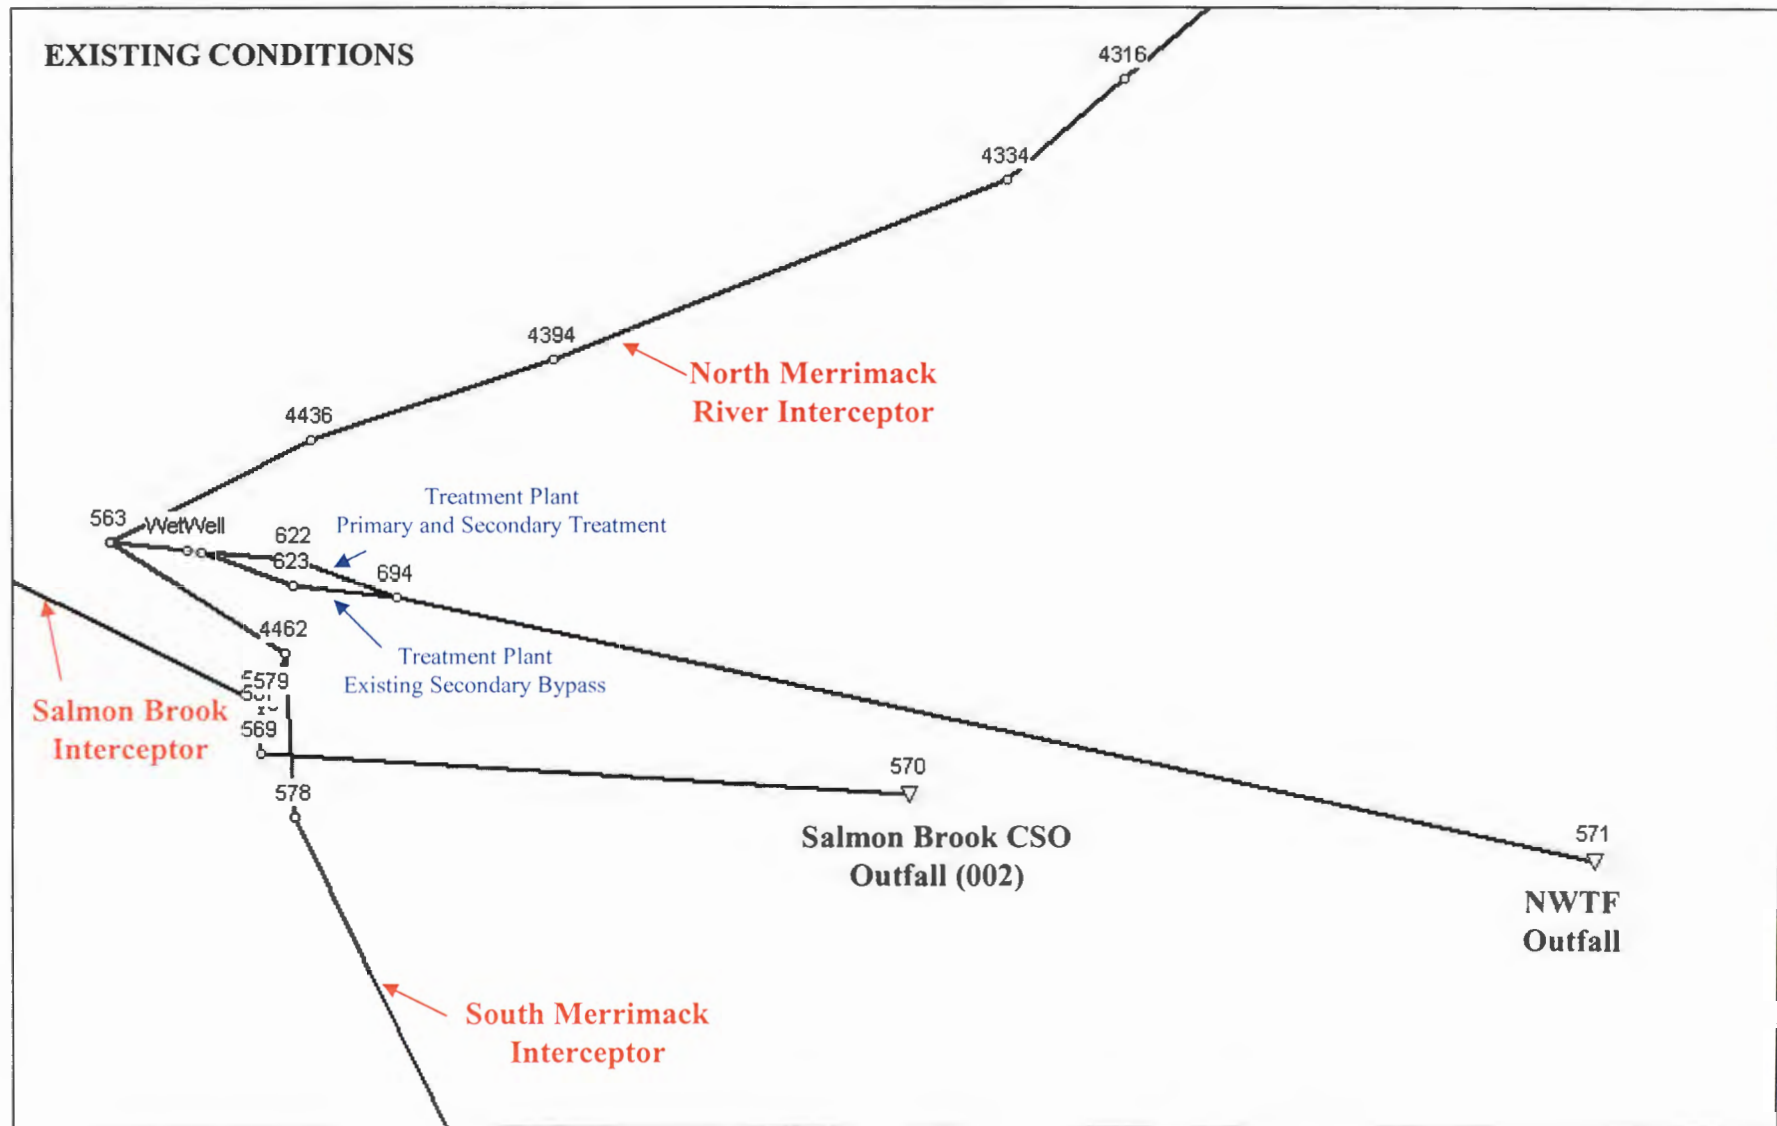 EXISTING CONDITIONS
4316
4334
4394
North Merrimack
River Interceptor
4436
Treatment Plant
Primary and Secondary Treatment
563
WetWell
622
623
694
4462
Treatment Plant
Existing Secondary Bypass
579
Salmon Brook
Interceptor
569
570
578
Salmon Brook CSO
Outfall (002)
571
NWTF
Outfall
South Merrimack
Interceptor